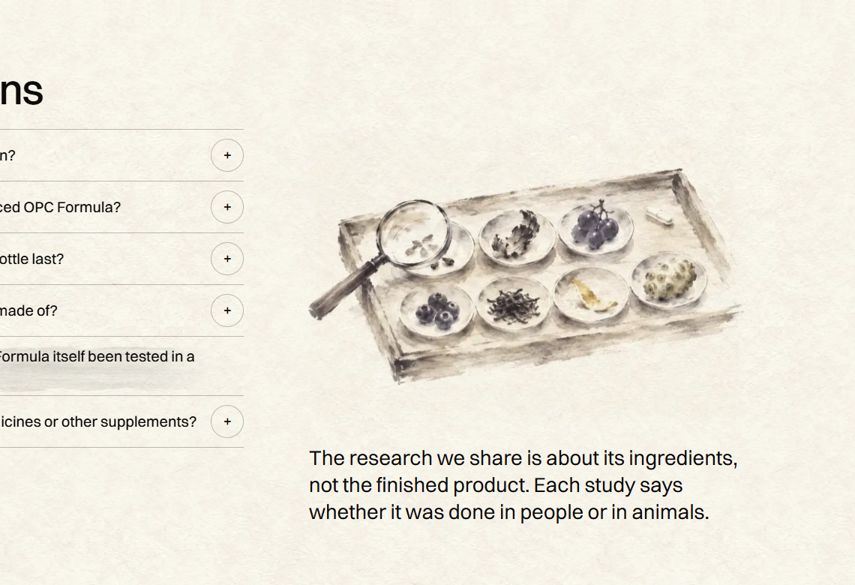 ns
n?
ced OPC Formula?
ottle last?
made of?
Formula itself been tested in a
icines or other supplements?
The research we share is about its ingredients,
not the finished product. Each study says
whether it was done in people or in animals.